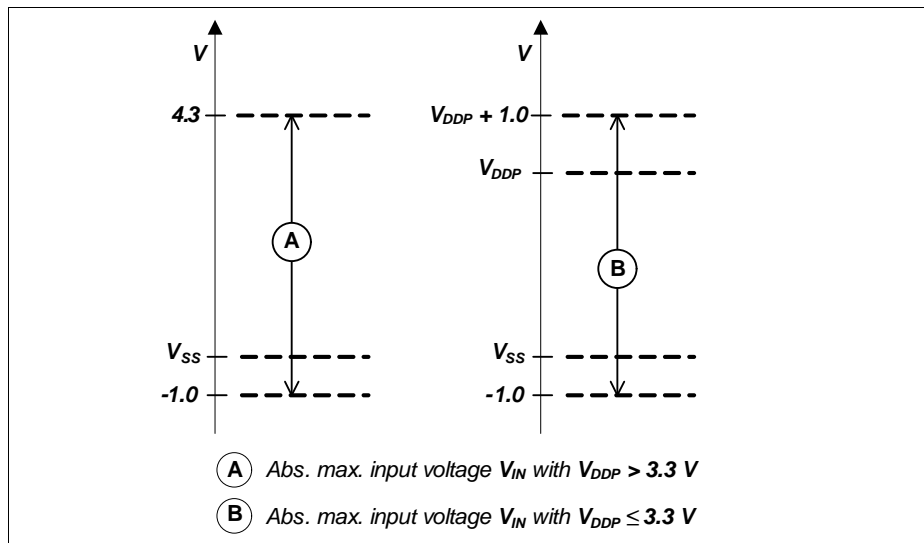 V
4.3
V_SS
-1.0
A
V
V_DDP + 1.0
V_DDP
V_SS
-1.0
B
A Abs. max. input voltage V_IN with V_DDP > 3.3 V
B Abs. max. input voltage V_IN with V_DDP ≤ 3.3 V